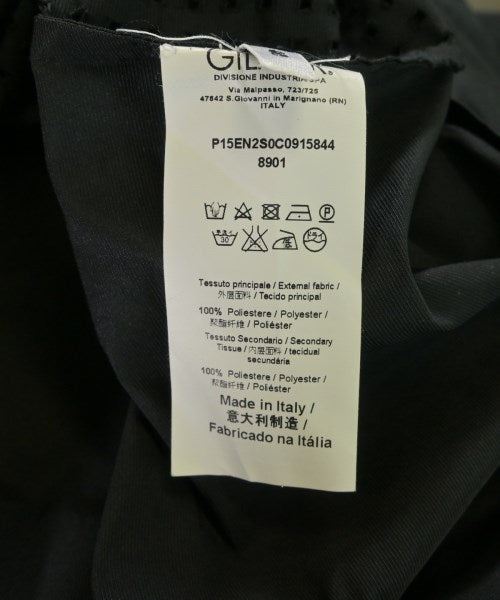 DIVISIONE INDUSTRIA SPA
Via Malpasso, 723/725
47842 S.Giovanni in Marignano (RN)
ITALY
P15EN2S0C0915844
8901
P
30
ドライ
Tessuto principale / External fabric /
外层面料 / Tecido principal
100% Poliestere / Polyester /
聚酯纤维 / Poliéster
Tessuto Secondario / Secondary
Tissue / 内层面料 / tecidual
secundária
100% Poliestere / Polyester /
聚酯纤维 / Poliéster
Made in Italy /
意大利制造 /
Fabricado na Itália